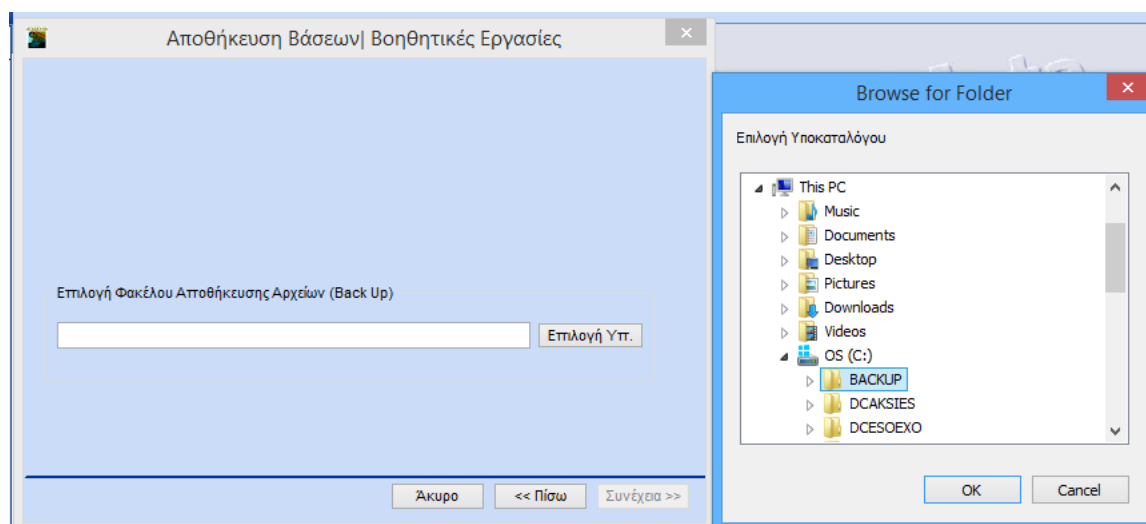 Αποθήκευση Βάσεων| Βοηθητικές Εργασίες
Επιλογή Φακέλου Αποθήκευσης Αρχείων (Back Up)
Επιλογή Υπ.
Άκυρο
<< Πίσω
Συνέχεια >>
Browse for Folder
Επιλογή Υποκαταλόγου
This PC
Music
Documents
Desktop
Pictures
Downloads
Videos
OS (C:)
BACKUP
DCAKSIES
DCESOEXO
OK
Cancel